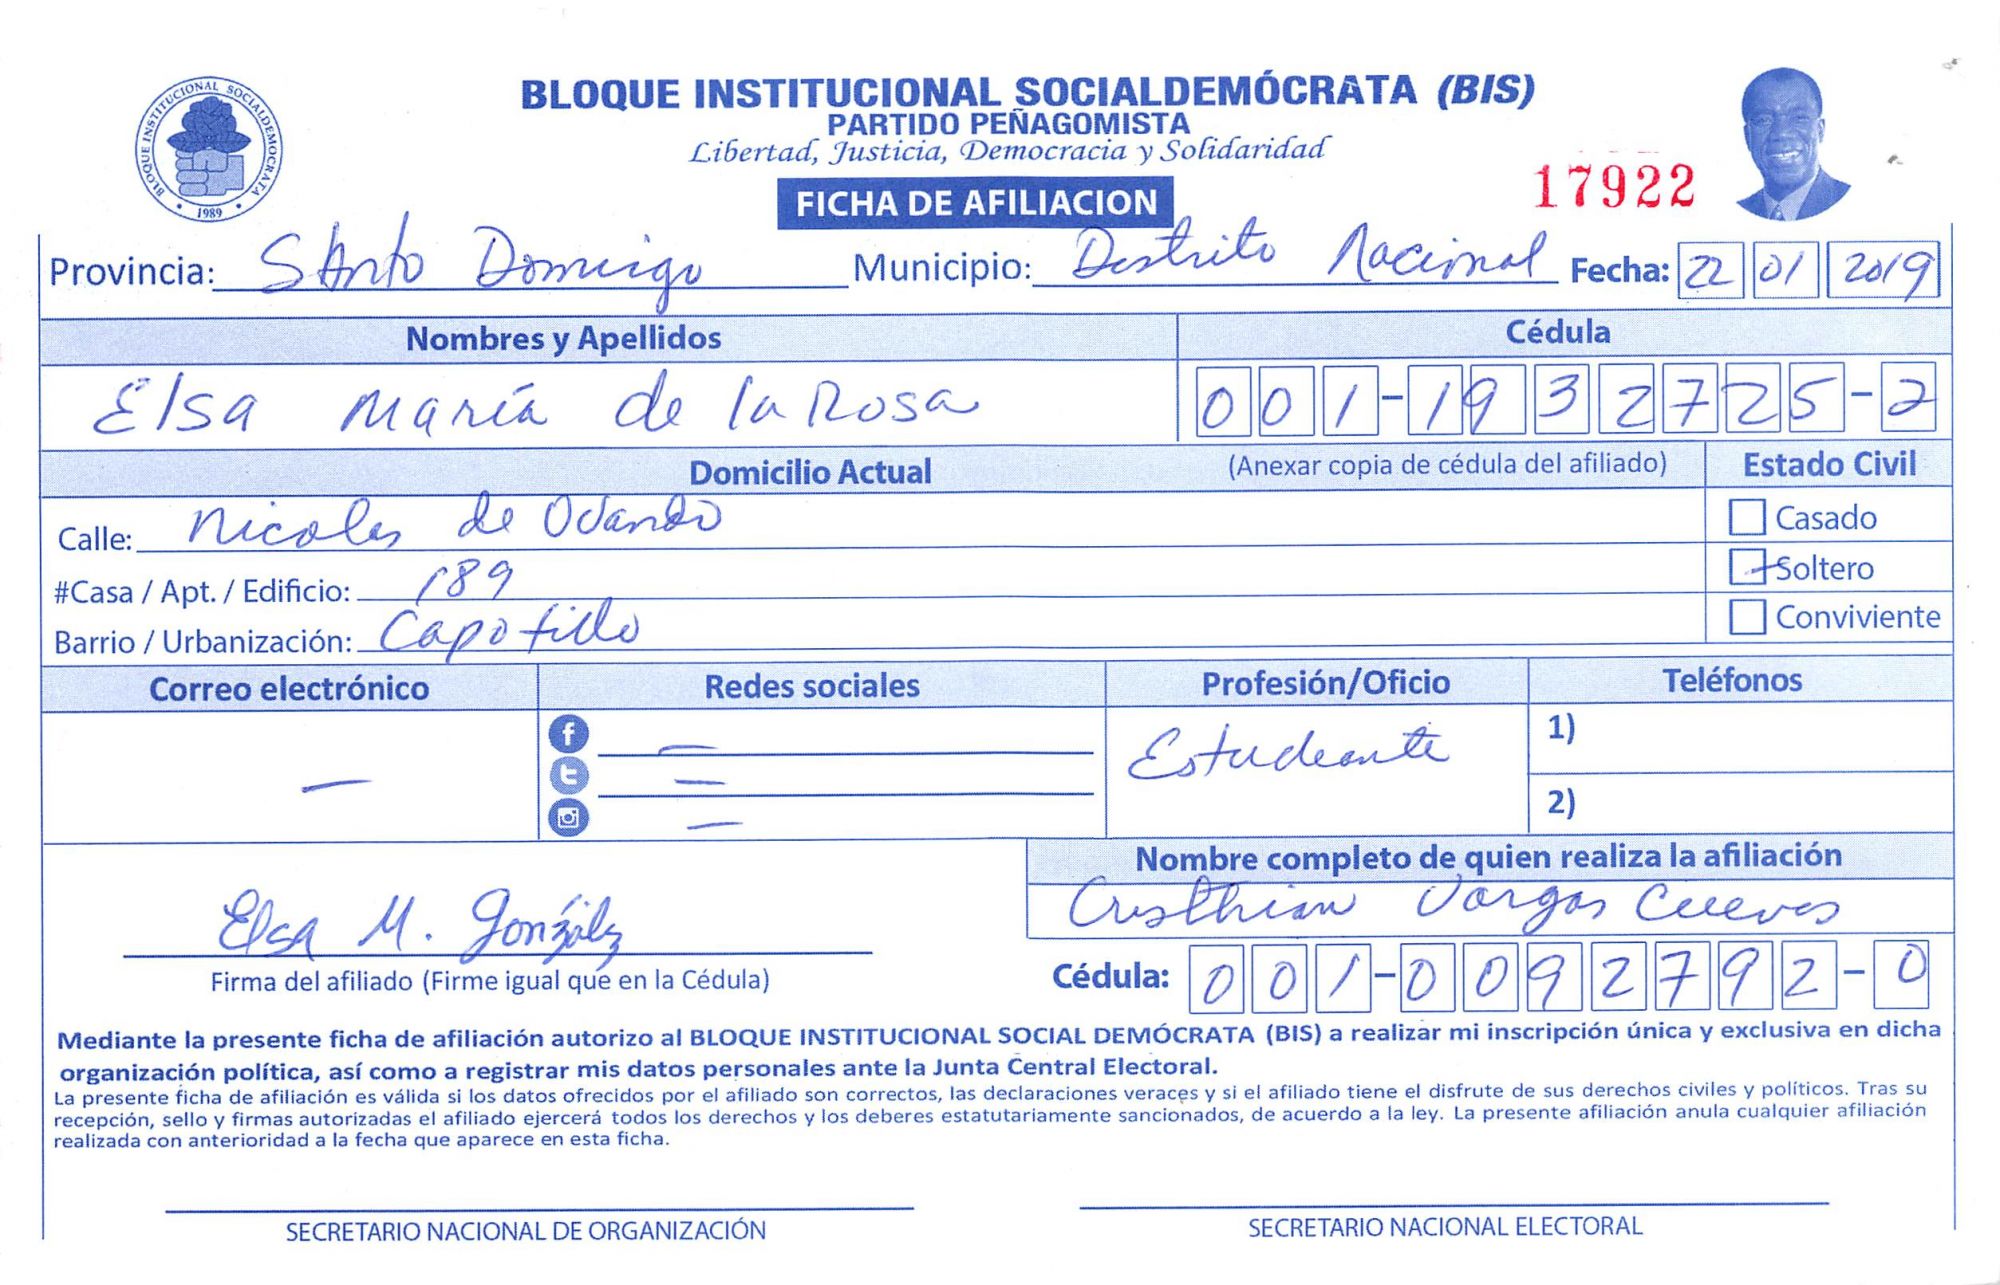 BLOQUE INSTITUCIONAL SOCIALDEMÓCRATA (BIS)
PARTIDO PEÑAGOMISTA
Libertad, Justicia, Democracia y Solidaridad
BLOQUE INSTITUCIONAL SOCIALDEMOCRATA
1989
FICHA DE AFILIACION
17922
Provincia: Santo Domingo Municipio: Distrito Nacional Fecha: 22 01 2019
Nombres y Apellidos Cédula
Elsa María de la Rosa 001-1932725-2
Domicilio Actual (Anexar copia de cédula del afiliado) Estado Civil
Calle: Nicolas de Ovando Casado
#Casa / Apt. / Edificio: 189 Soltero
Barrio / Urbanización: Capotillo Conviviente
Correo electrónico Redes sociales Profesión/Oficio Teléfonos
— — Estudiante 1)
—
— 2)
Nombre completo de quien realiza la afiliación
Cristhian Vargas Cuevas
Elsa M. González
Firma del afiliado (Firme igual que en la Cédula) Cédula: 001-0092792-0
Mediante la presente ficha de afiliación autorizo al BLOQUE INSTITUCIONAL SOCIAL DEMÓCRATA (BIS) a realizar mi inscripción única y exclusiva en dicha
organización política, así como a registrar mis datos personales ante la Junta Central Electoral.
La presente ficha de afiliación es válida si los datos ofrecidos por el afiliado son correctos, las declaraciones veraces y si el afiliado tiene el disfrute de sus derechos civiles y políticos. Tras su
recepción, sello y firmas autorizadas el afiliado ejercerá todos los derechos y los deberes estatutariamente sancionados, de acuerdo a la ley. La presente afiliación anula cualquier afiliación
realizada con anterioridad a la fecha que aparece en esta ficha.
SECRETARIO NACIONAL DE ORGANIZACIÓN SECRETARIO NACIONAL ELECTORAL